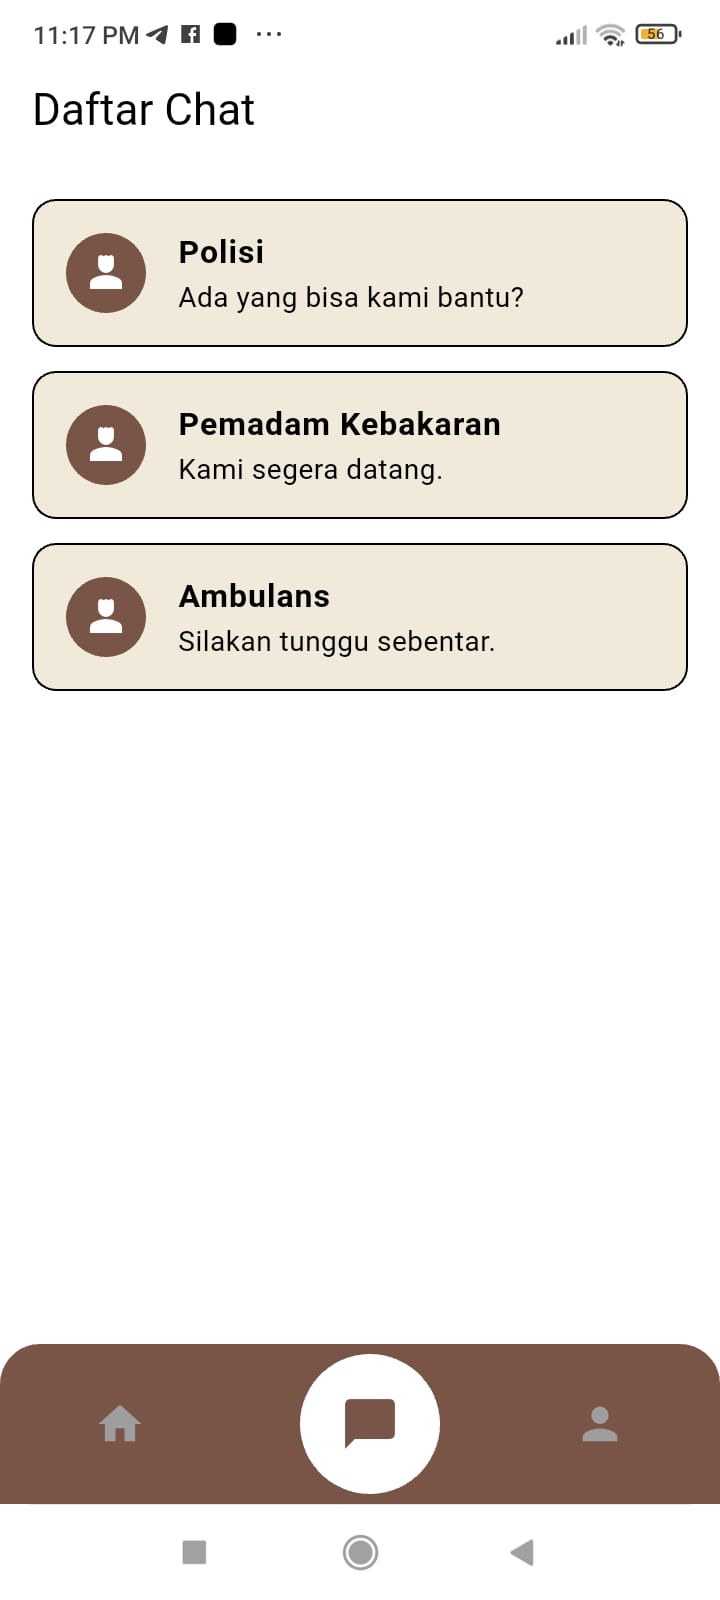 11:17 PM
56
Daftar Chat
Polisi
Ada yang bisa kami bantu?
Pemadam Kebakaran
Kami segera datang.
Ambulans
Silakan tunggu sebentar.